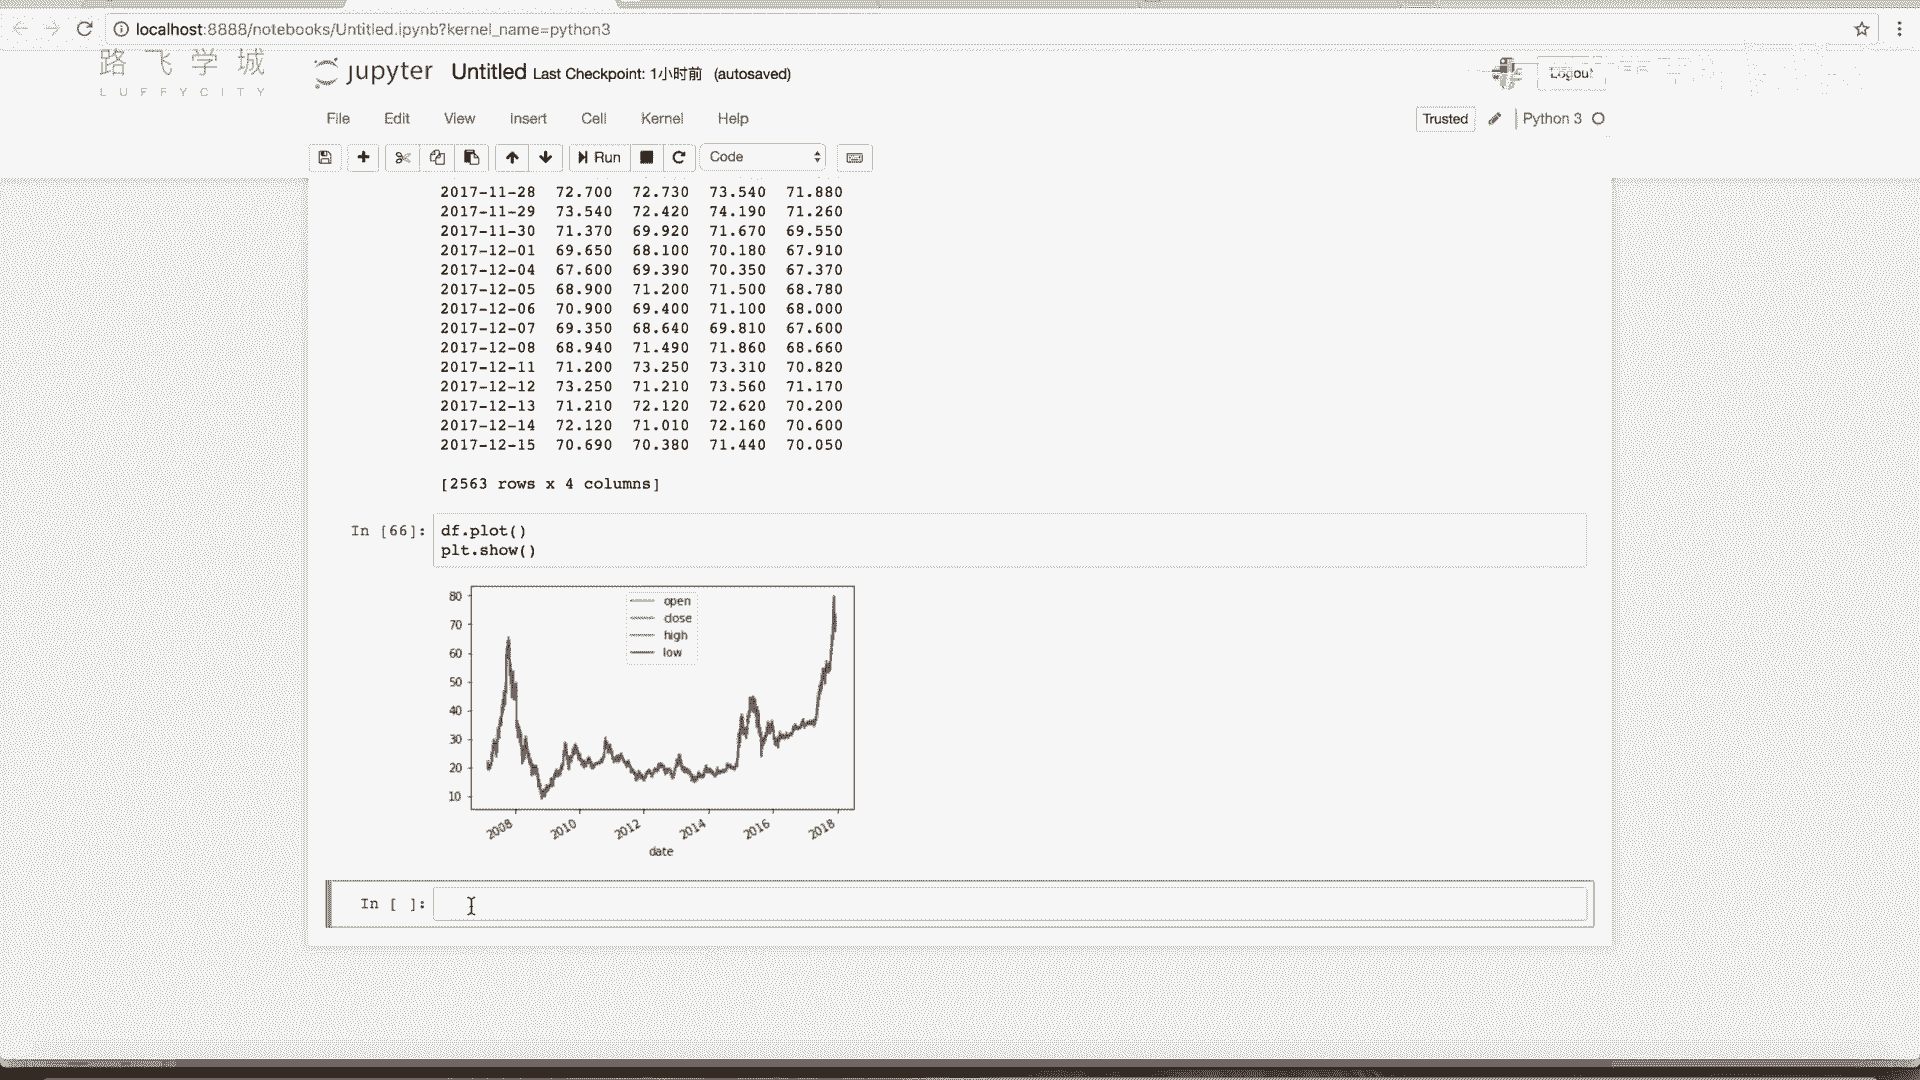 localhost:8888/notebooks/Untitled.ipynb?kernel_name=python3
路飞学城
LUFFYCITY
jupyter Untitled Last Checkpoint: 1小时前 (autosaved)
Logout
File Edit View Insert Cell Kernel Help
Trusted Python 3
Run Code
2017-11-28 72.700 72.730 73.540 71.880
2017-11-29 73.540 72.420 74.190 71.260
2017-11-30 71.370 69.920 71.670 69.550
2017-12-01 69.650 68.100 70.180 67.910
2017-12-04 67.600 69.390 70.350 67.370
2017-12-05 68.900 71.200 71.500 68.780
2017-12-06 70.900 69.400 71.100 68.000
2017-12-07 69.350 68.640 69.810 67.600
2017-12-08 68.940 71.490 71.860 68.660
2017-12-11 71.200 73.250 73.310 70.820
2017-12-12 73.250 71.210 73.560 71.170
2017-12-13 71.210 72.120 72.620 70.200
2017-12-14 72.120 71.010 72.160 70.600
2017-12-15 70.690 70.380 71.440 70.050
[2563 rows x 4 columns]
In [66]: df.plot()
plt.show()
80
70
60
50
40
30
20
10
open
close
high
low
2008 2010 2012 2014 2016 2018
date
In [ ]: